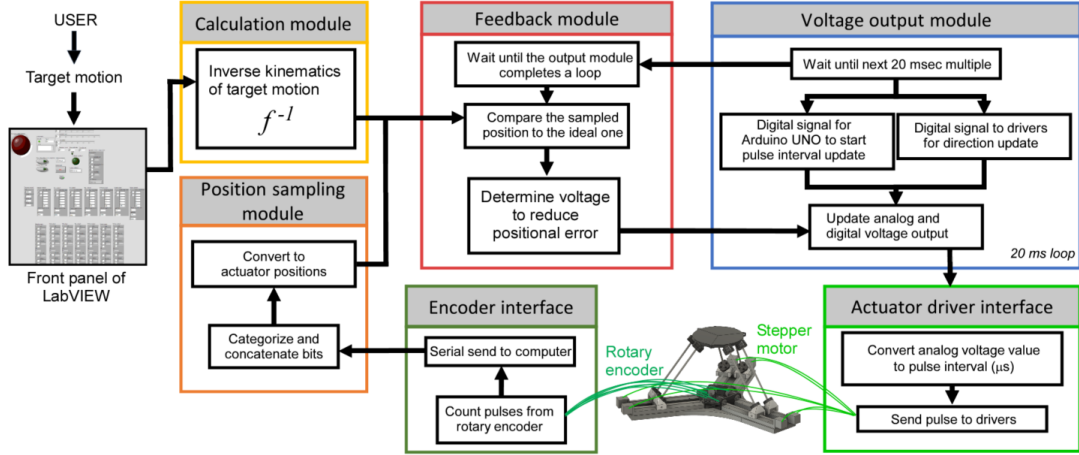 USER
Target motion
Front panel of
LabVIEW
Calculation module
Inverse kinematics
of target motion
f -1
Position sampling
module
Convert to
actuator positions
Categorize and
concatenate bits
Feedback module
Wait until the output module
completes a loop
Compare the sampled
position to the ideal one
Determine voltage
to reduce
positional error
Voltage output module
Wait until next 20 msec multiple
Digital signal for
Arduino UNO to start
pulse interval update
Digital signal to drivers
for direction update
Update analog and
digital voltage output
20 ms loop
Encoder interface
Serial send to computer
Count pulses from
rotary encoder
Rotary
encoder
Stepper
motor
Actuator driver interface
Convert analog voltage value
to pulse interval (μs)
Send pulse to drivers